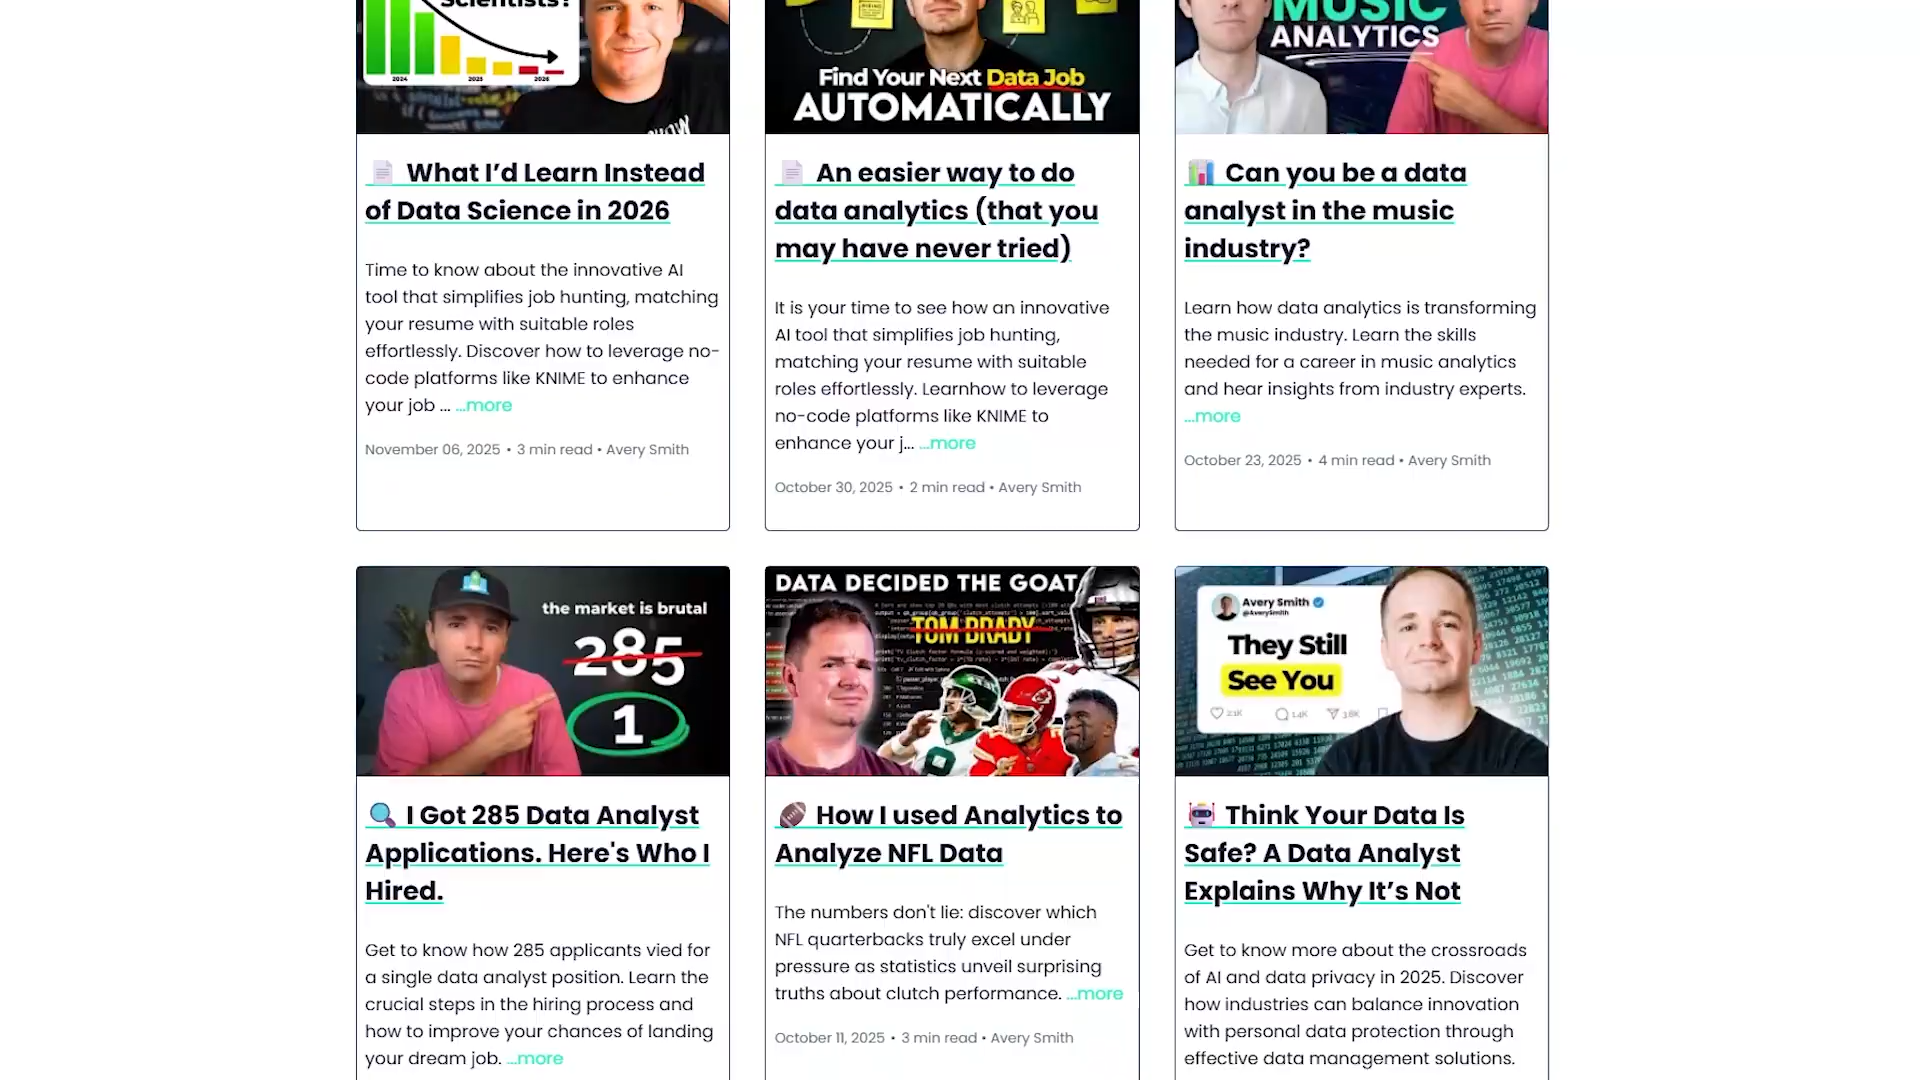 Scientists?
2024 2025 2026
HIRING
Find Your Next Data Job
AUTOMATICALLY
MUSIC
ANALYTICS
What I’d Learn Instead
of Data Science in 2026
Time to know about the innovative AI
tool that simplifies job hunting, matching
your resume with suitable roles
effortlessly. Discover how to leverage no-
code platforms like KNIME to enhance
your job ... ...more
November 06, 2025 • 3 min read • Avery Smith
An easier way to do
data analytics (that you
may have never tried)
It is your time to see how an innovative
AI tool that simplifies job hunting,
matching your resume with suitable
roles effortlessly. Learnhow to leverage
no-code platforms like KNIME to
enhance your j... ...more
October 30, 2025 • 2 min read • Avery Smith
Can you be a data
analyst in the music
industry?
Learn how data analytics is transforming
the music industry. Learn the skills
needed for a career in music analytics
and hear insights from industry experts.
...more
October 23, 2025 • 4 min read • Avery Smith
the market is brutal
285
1
I Got 285 Data Analyst
Applications. Here's Who I
Hired.
Get to know how 285 applicants vied for
a single data analyst position. Learn the
crucial steps in the hiring process and
how to improve your chances of landing
your dream job. ...more
DATA DECIDED THE GOAT
TOM BRADY
How I used Analytics to
Analyze NFL Data
The numbers don't lie: discover which
NFL quarterbacks truly excel under
pressure as statistics unveil surprising
truths about clutch performance. ...more
October 11, 2025 • 3 min read • Avery Smith
Avery Smith
@AverySmith
They Still
See You
Think Your Data Is
Safe? A Data Analyst
Explains Why It’s Not
Get to know more about the crossroads
of AI and data privacy in 2025. Discover
how industries can balance innovation
with personal data protection through
effective data management solutions.